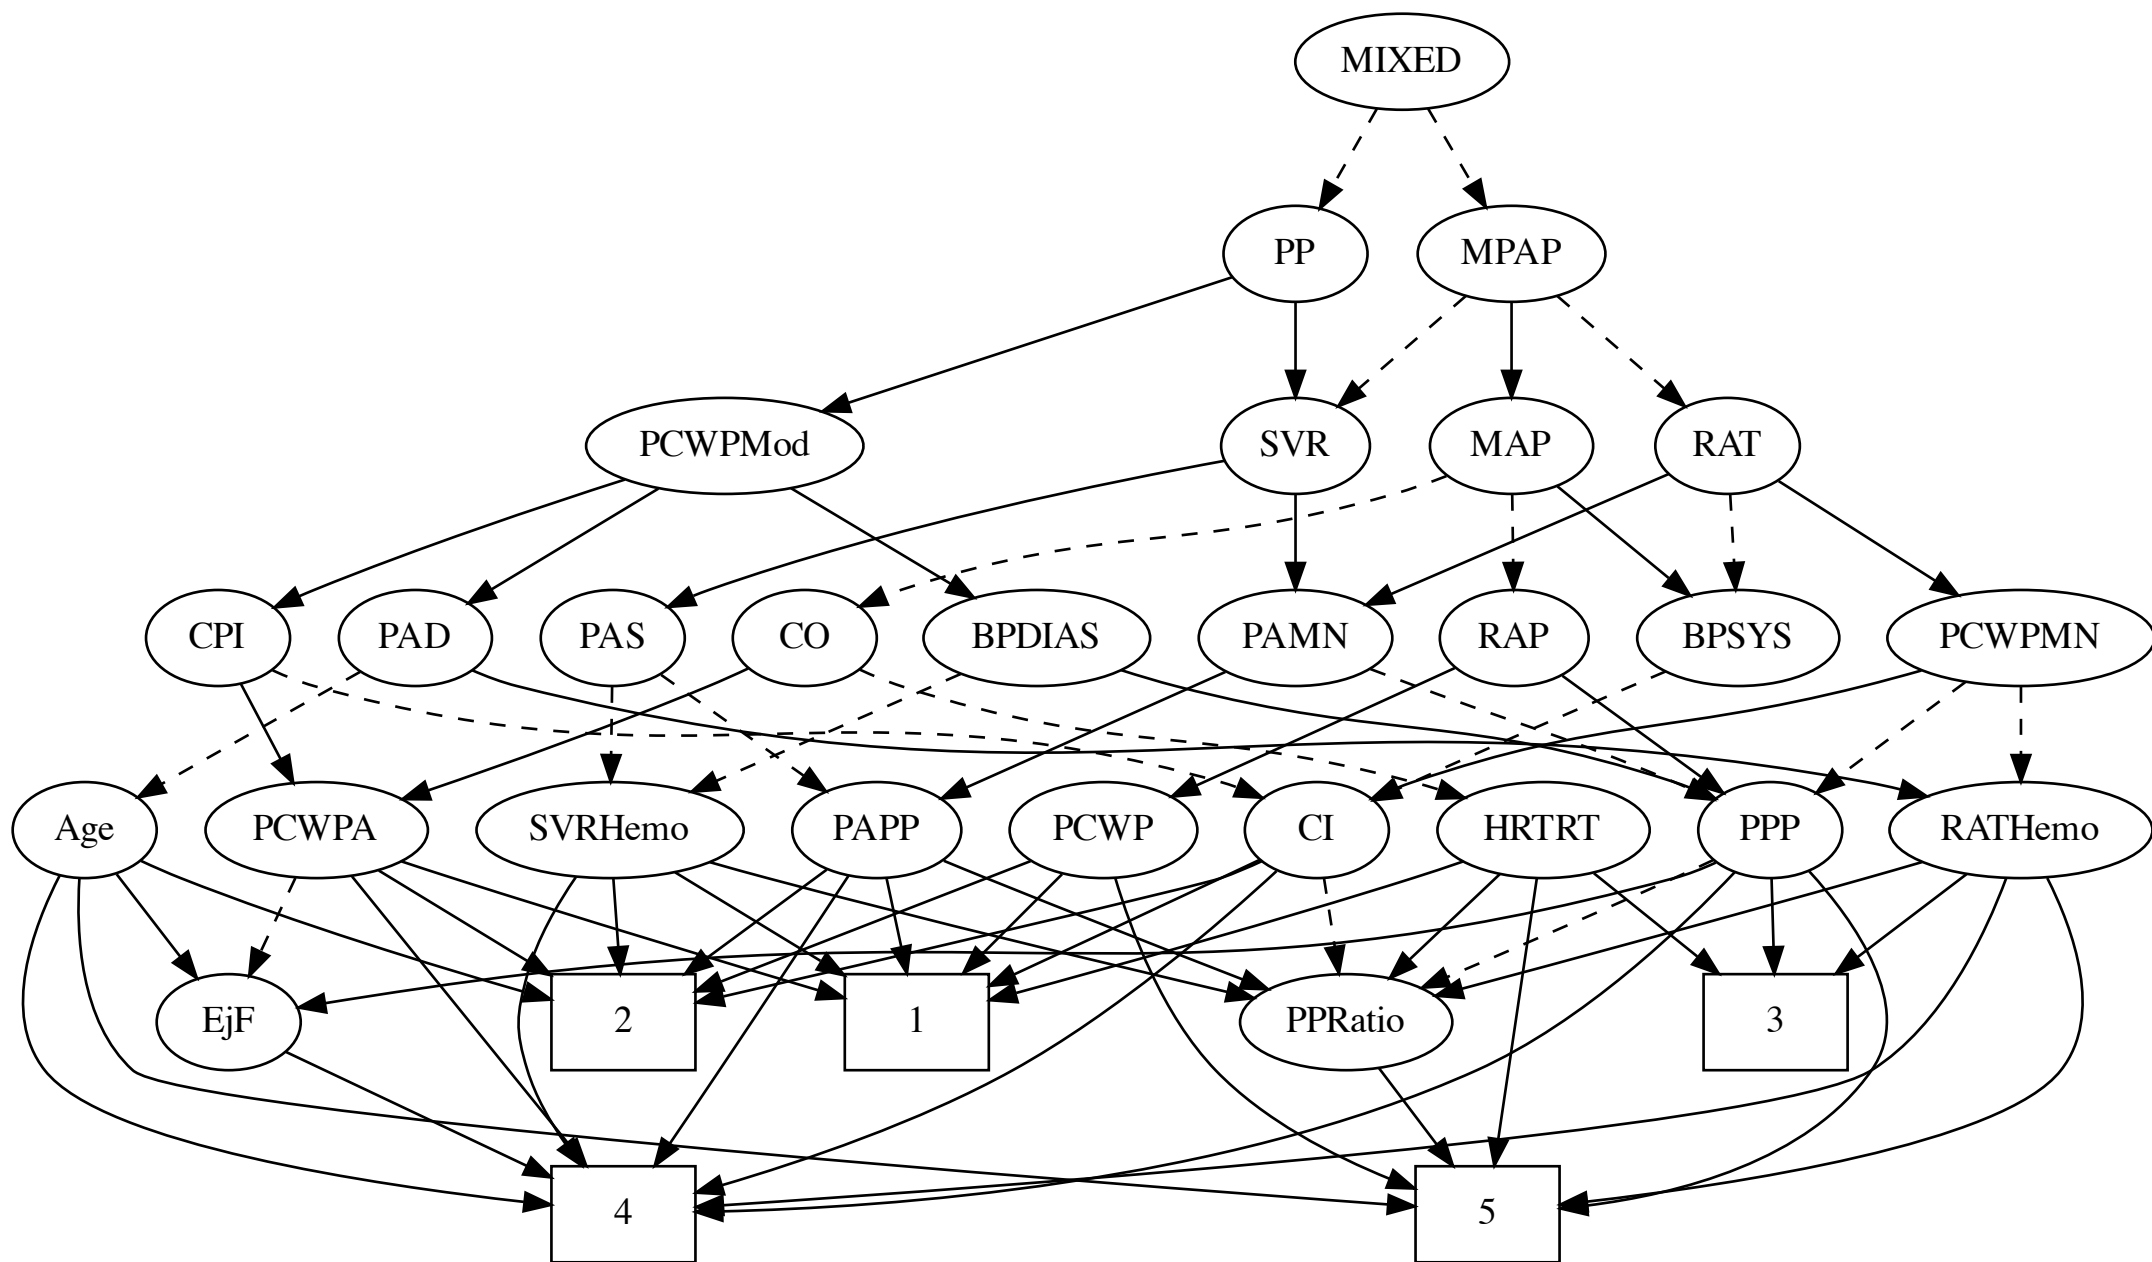 MIXED
PP
MPAP
PCWPMod
SVR
MAP
RAT
CPI
PAD
PAS
CO
BPDIAS
PAMN
RAP
BPSYS
PCWPMN
Age
PCWPA
SVRHemo
PAPP
PCWP
CI
HRTRT
PPP
RATHemo
EjF
2
1
PPRatio
3
4
5